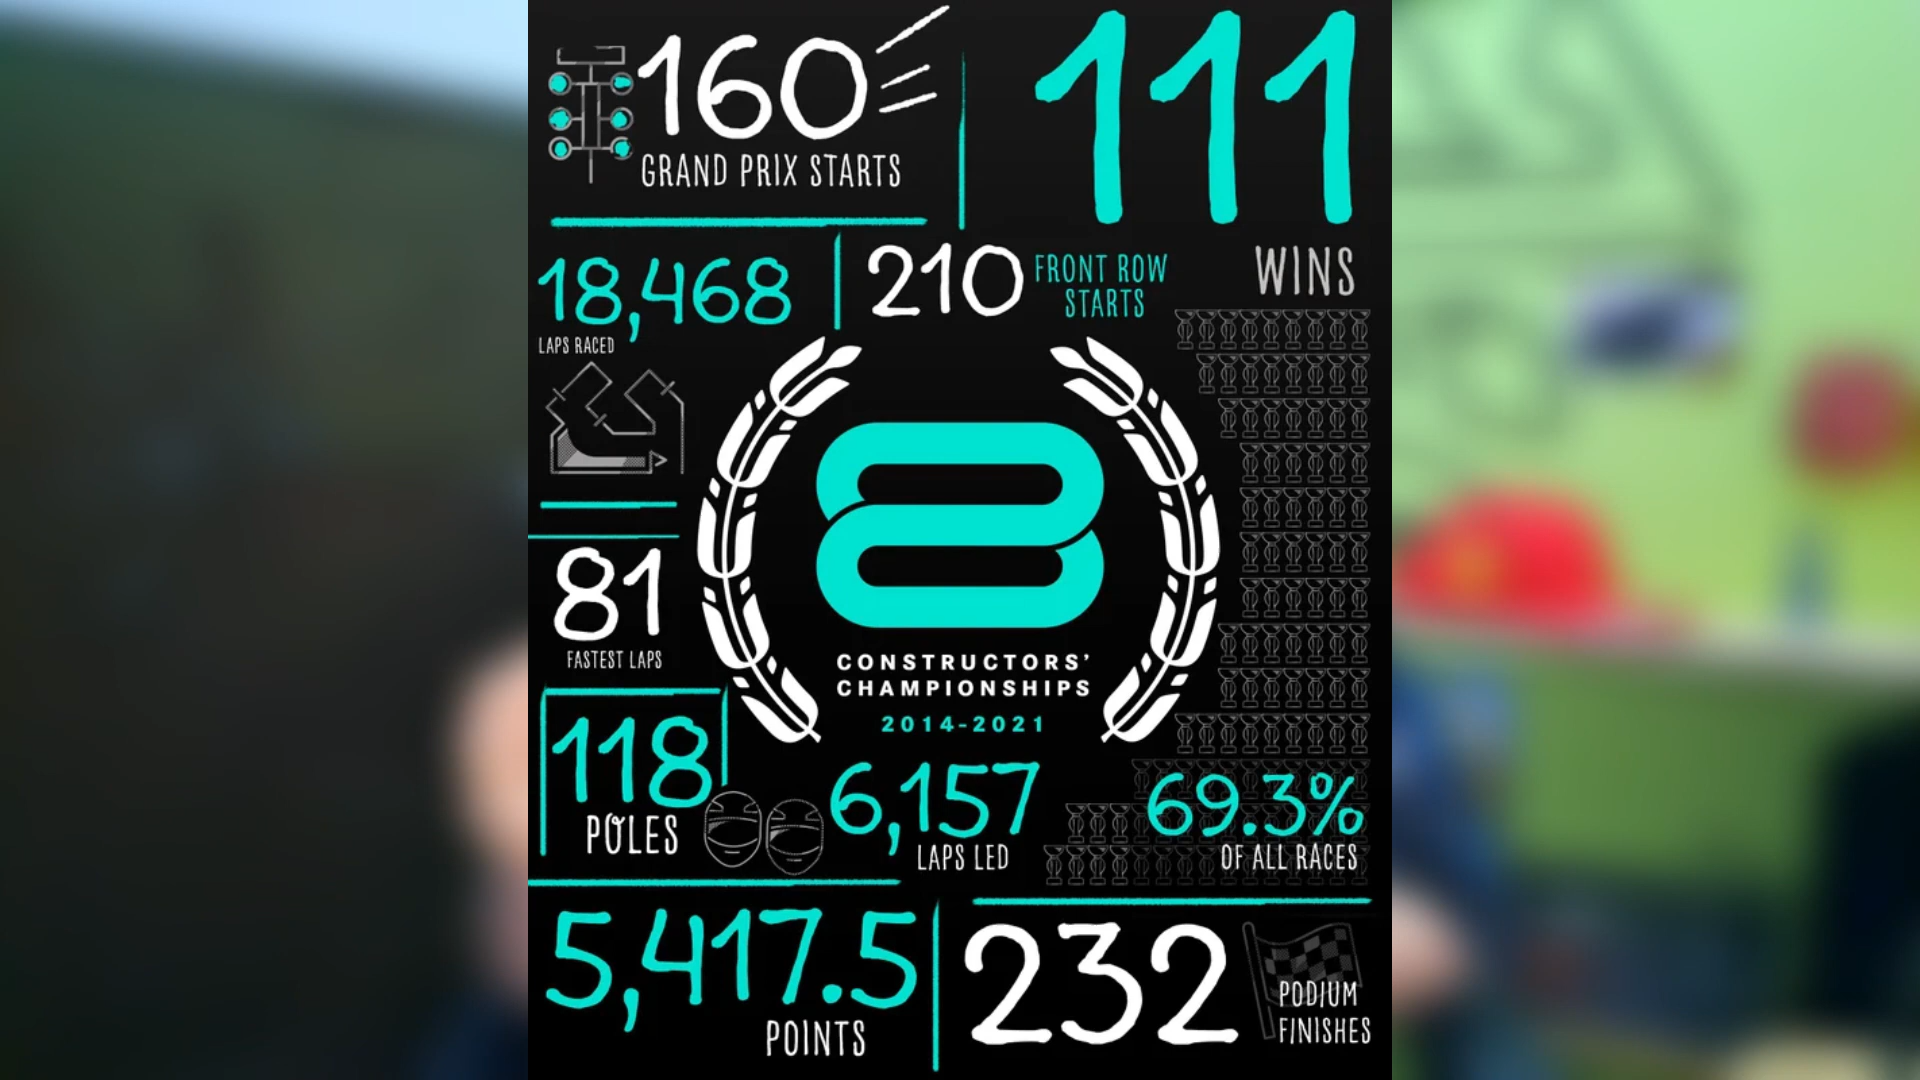 160
GRAND PRIX STARTS
111
WINS
18,468
LAPS RACED
210
FRONT ROW
STARTS
8
CONSTRUCTORS'
CHAMPIONSHIPS
2014-2021
81
FASTEST LAPS
118
POLES
6,157
LAPS LED
69.3%
OF ALL RACES
5,417.5
POINTS
232
PODIUM
FINISHES